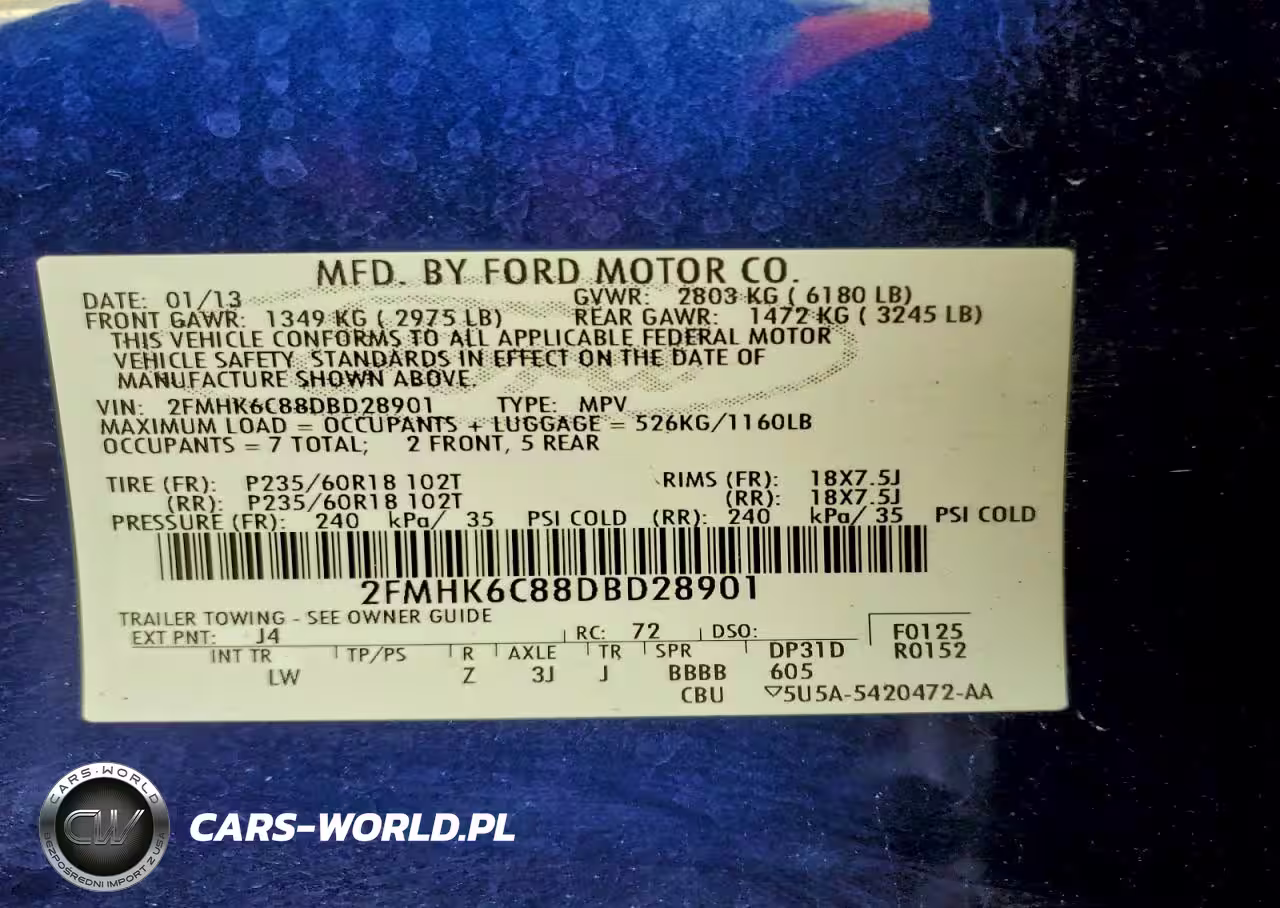 MFD. BY FORD MOTOR CO.
DATE: 01/13 GVWR: 2803 KG ( 6180 LB)
FRONT GAWR: 1349 KG ( 2975 LB) REAR GAWR: 1472 KG ( 3245 LB)
THIS VEHICLE CONFORMS TO ALL APPLICABLE FEDERAL MOTOR
VEHICLE SAFETY STANDARDS IN EFFECT ON THE DATE OF
MANUFACTURE SHOWN ABOVE.
VIN: 2FMHK6C88DBD28901 TYPE: MPV
MAXIMUM LOAD = OCCUPANTS + LUGGAGE = 526KG/1160LB
OCCUPANTS = 7 TOTAL; 2 FRONT, 5 REAR
TIRE (FR): P235/60R18 102T RIMS (FR): 18X7.5J
(RR): P235/60R18 102T (RR): 18X7.5J
PRESSURE (FR): 240 kPa/ 35 PSI COLD (RR): 240 kPa/ 35 PSI COLD
2FMHK6C88DBD28901
TRAILER TOWING - SEE OWNER GUIDE
EXT PNT: J4 RC: 72 DSO: F0125
INT TR TP/PS R AXLE TR SPR DP31D R0152
LW Z 3J J BBBB 605
CBU ▽5U5A-5420472-AA
CARS-WORLD
CW
BEZPOŚREDNI IMPORT Z USA
CARS-WORLD.PL